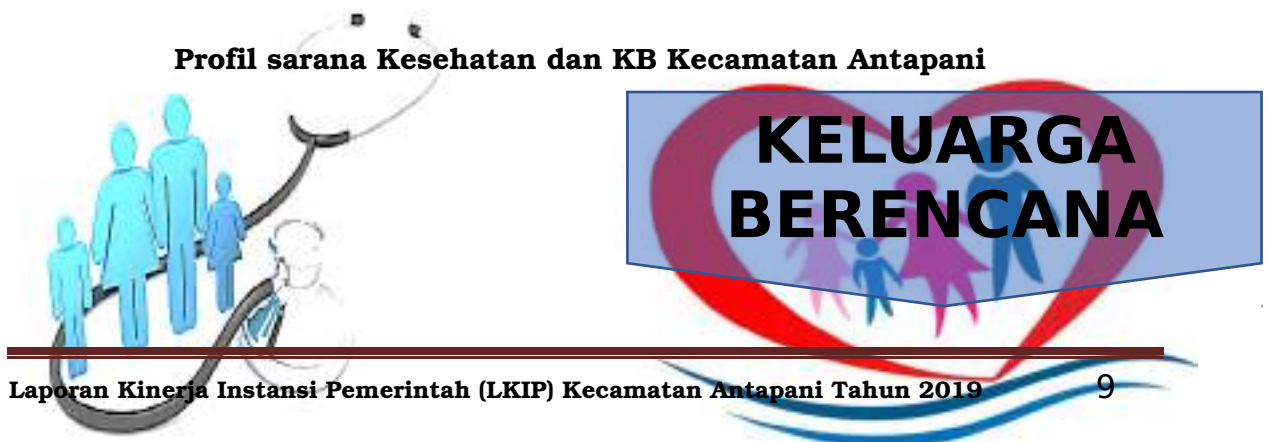 Profil sarana Kesehatan dan KB Kecamatan Antapani
KELUARGA
BERENCANA
Laporan Kinerja Instansi Pemerintah (LKIP) Kecamatan Antapani Tahun 2019 9